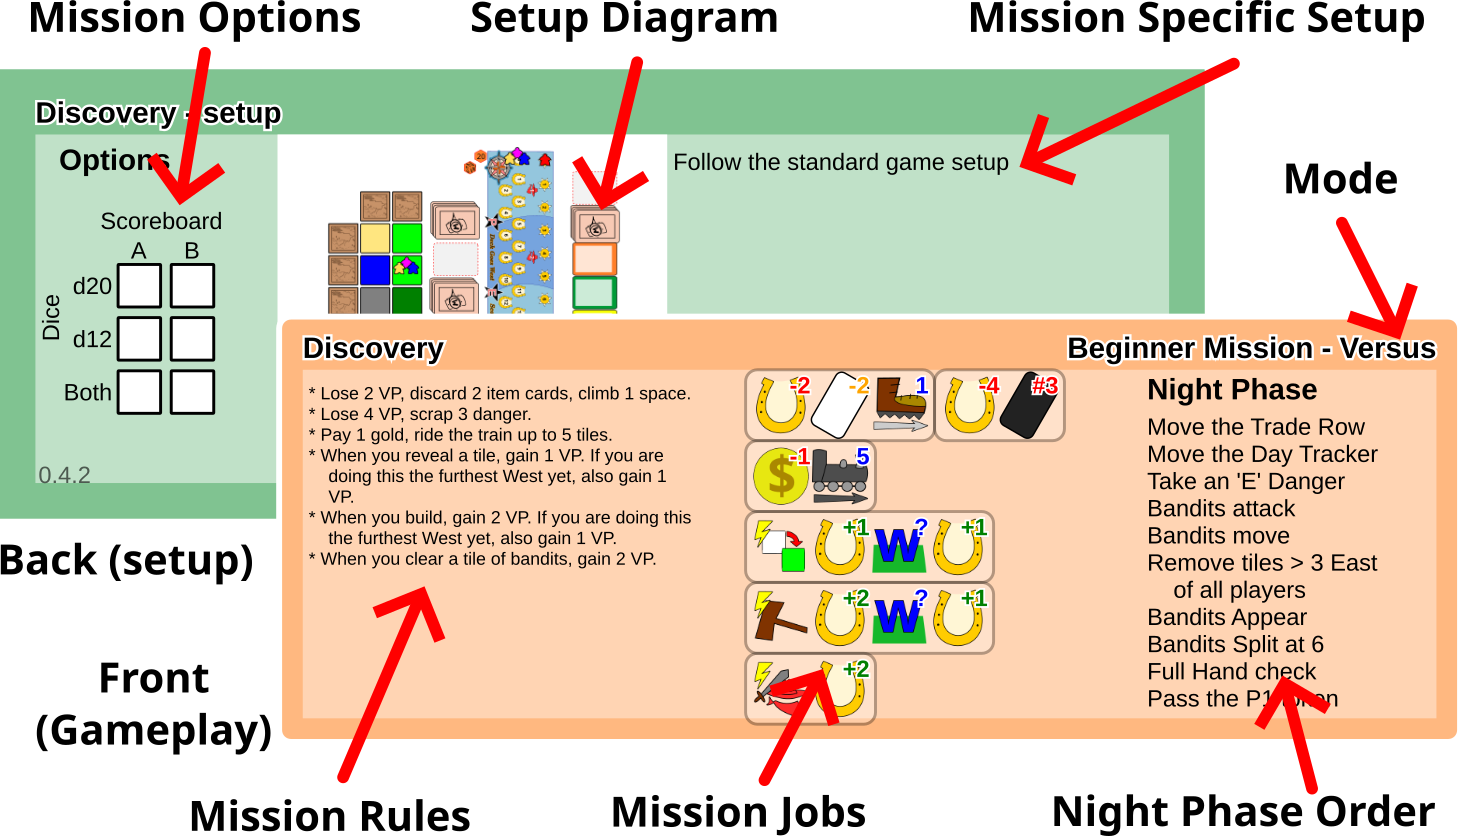 Mission Options
Setup Diagram
Mission Specific Setup
Discovery - setup
Options
Follow the standard game setup
Mode
Scoreboard
A B
Dice
d20
d12
Both
0.4.2
20
Discovery
Beginner Mission - Versus
* Lose 2 VP, discard 2 item cards, climb 1 space.
* Lose 4 VP, scrap 3 danger.
* Pay 1 gold, ride the train up to 5 tiles.
* When you reveal a tile, gain 1 VP. If you are
doing this the furthest West yet, also gain 1
VP.
* When you build, gain 2 VP. If you are doing this
the furthest West yet, also gain 1 VP.
* When you clear a tile of bandits, gain 2 VP.
-2 -2 1 -4 #3
$ -1 5
+1 W ? +1
+2 W ? +1
+2
Night Phase
Move the Trade Row
Move the Day Tracker
Take an 'E' Danger
Bandits attack
Bandits move
Remove tiles > 3 East
of all players
Bandits Appear
Bandits Split at 6
Full Hand check
Pass the P1 token
Back (setup)
Front
(Gameplay)
Mission Rules
Mission Jobs
Night Phase Order